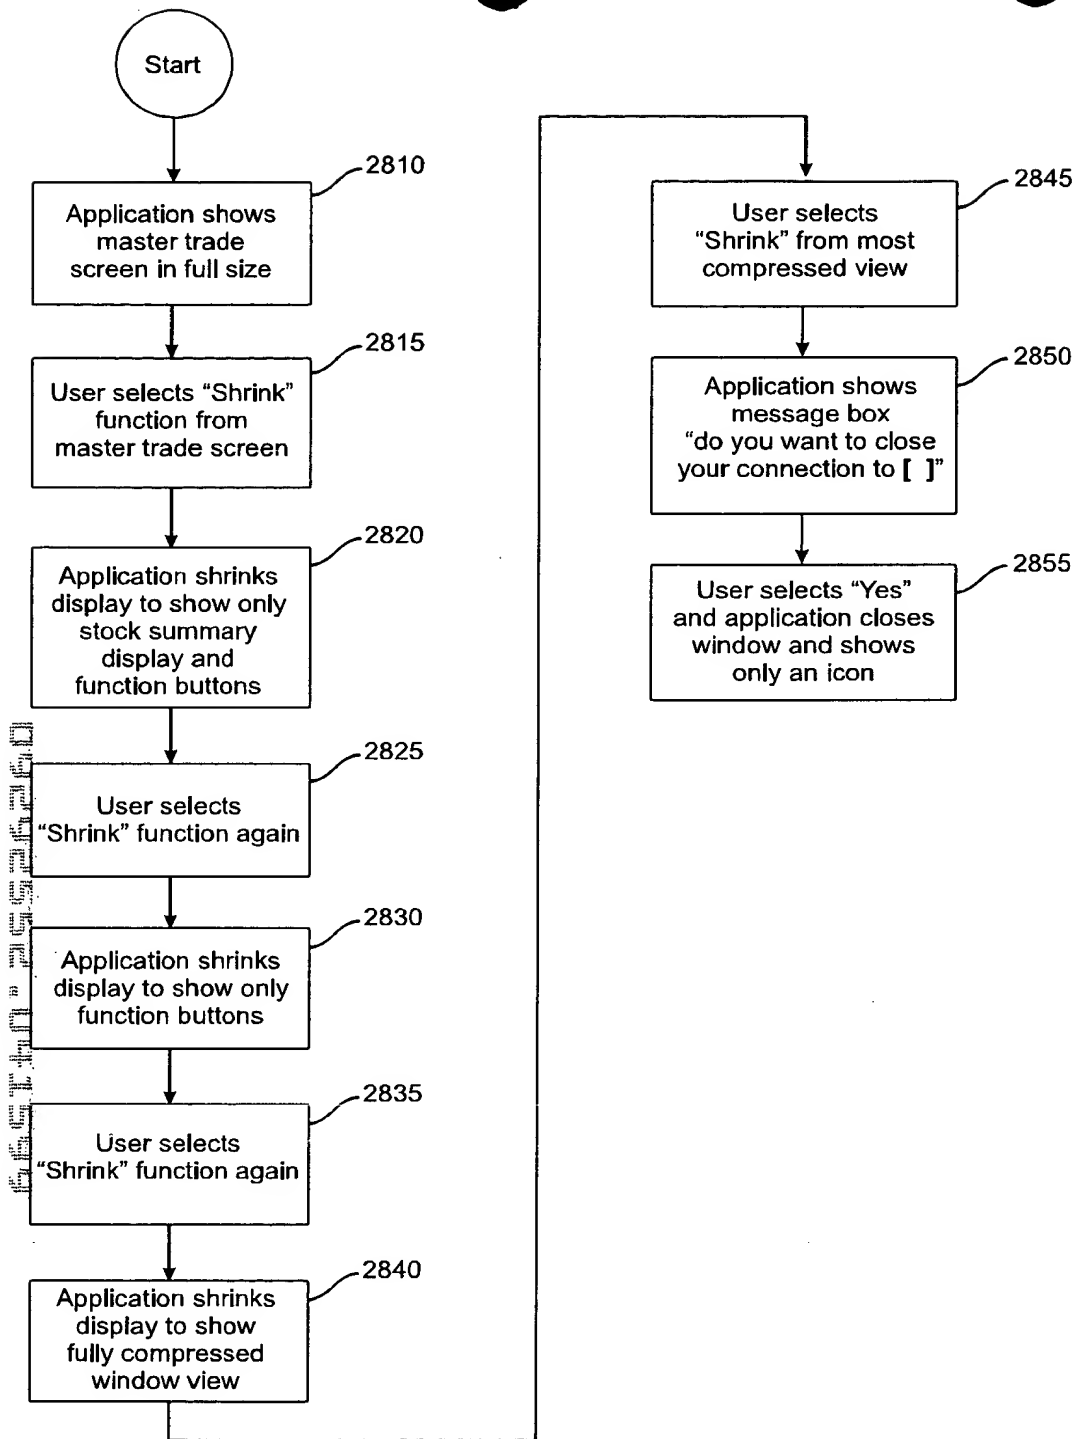 Start
2810
Application shows
master trade
screen in full size
2815
User selects “Shrink”
function from
master trade screen
2820
Application shrinks
display to show only
stock summary
display and
function buttons
2825
User selects
“Shrink” function again
2830
Application shrinks
display to show only
function buttons
2835
User selects
“Shrink” function again
2840
Application shrinks
display to show
fully compressed
window view
2845
User selects
“Shrink” from most
compressed view
2850
Application shows
message box
“do you want to close
your connection to [ ]”
2855
User selects “Yes”
and application closes
window and shows
only an icon